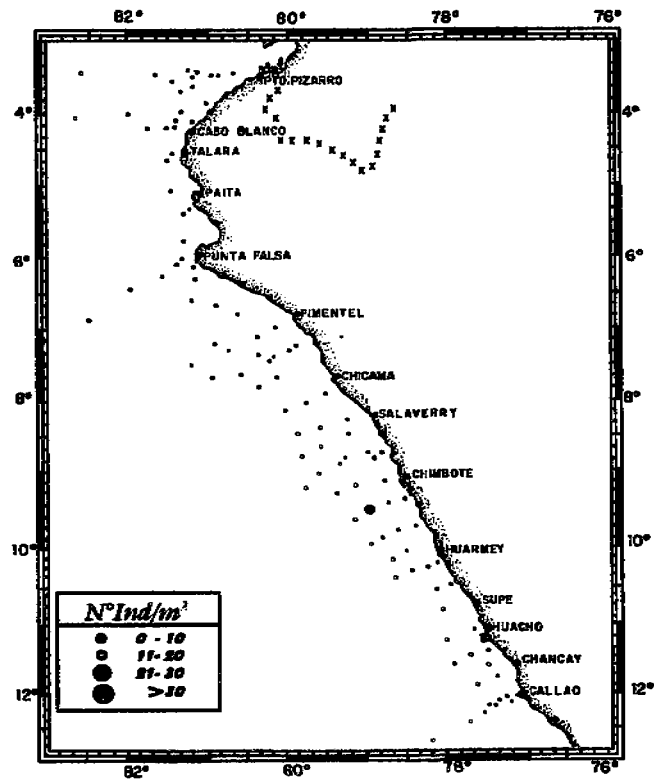 82° 80° 78° 76°
PTO. PIZARRO
4° 4°
CABO BLANCO
TALARA
PAITA
PUNTA FALSA
6° 6°
PIMENTEL
CHICAMA
8° 8°
SALAVERRY
CHIMBOTE
10° 10°
HUARMEY
SUPE
HUACHO
CHANCAY
CALLAO
12° 12°
N°Ind/m²
0 - 10
11- 20
21- 30
>30
82° 60° 78° 76°